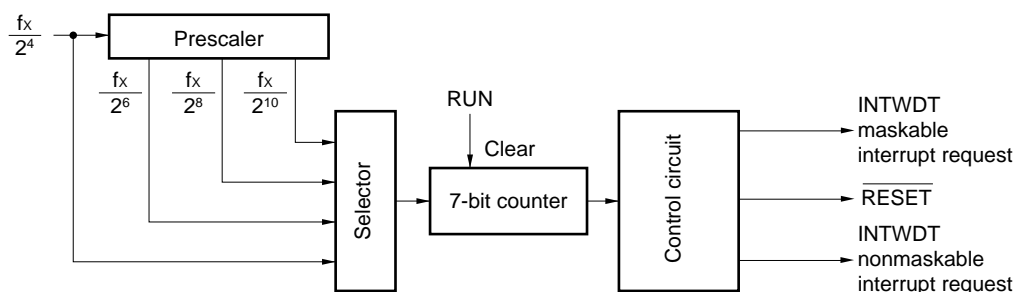 fX
2⁴
Prescaler
fX
2⁶
fX
2⁸
fX
2¹⁰
RUN
Clear
Selector
7-bit counter
Control circuit
INTWDT
maskable
interrupt request
RESET
INTWDT
nonmaskable
interrupt request